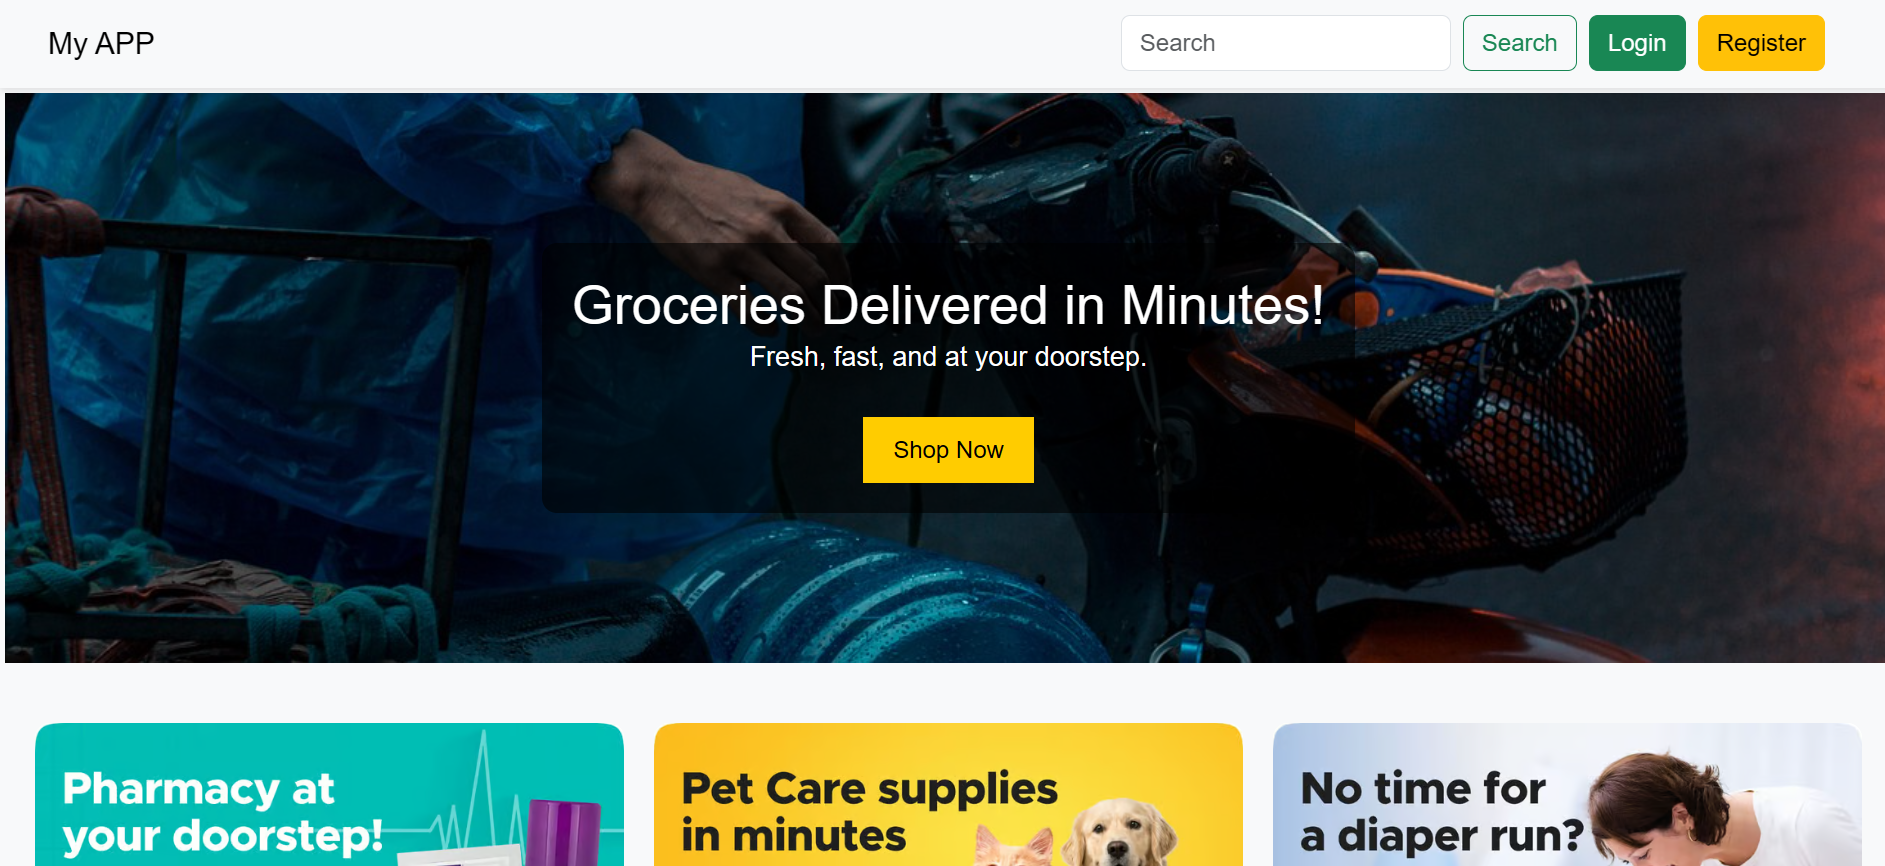 My APP
Search
Search
Login
Register
Groceries Delivered in Minutes!
Fresh, fast, and at your doorstep.
Shop Now
Pharmacy at
your doorstep!
Pet Care supplies
in minutes
No time for
a diaper run?